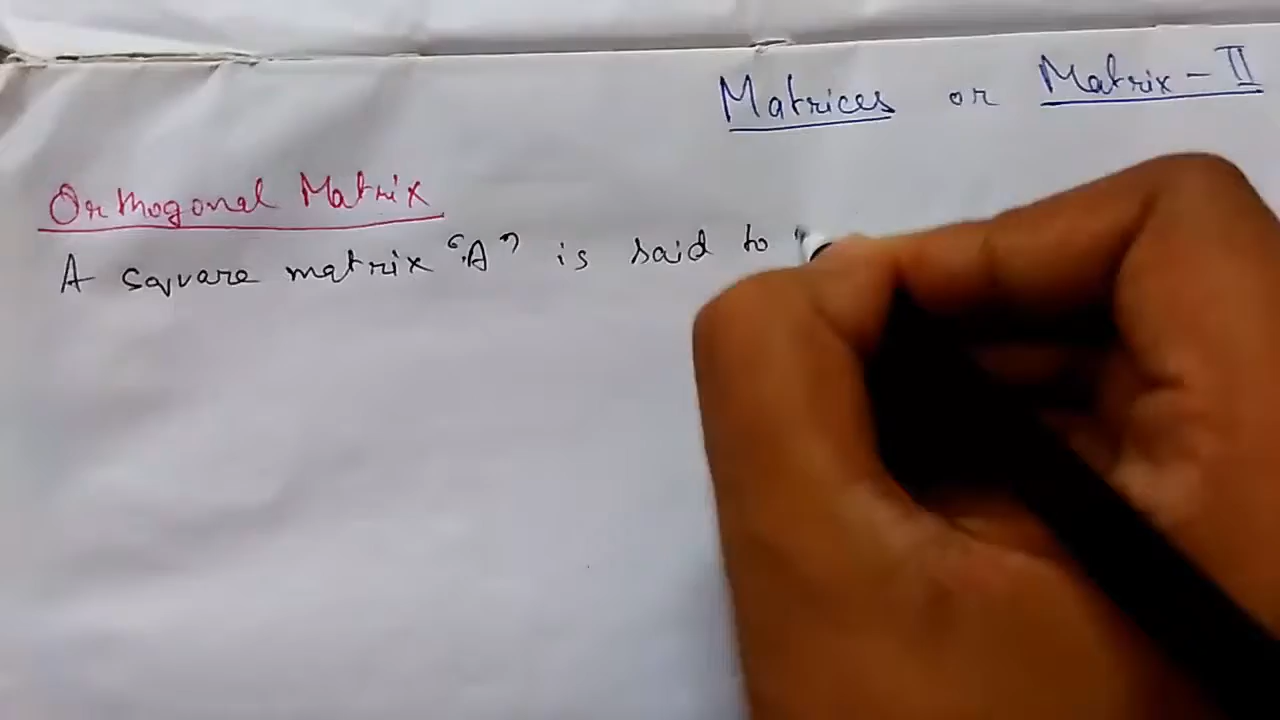 Matrices or Matrix - II
Orthogonal Matrix
A square matrix "A" is said to